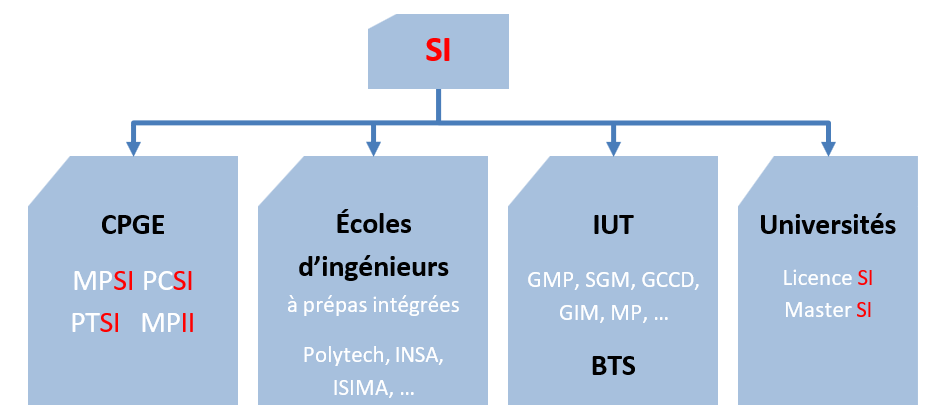 SI
CPGE
MPSI PCSI
PTSI MPII
Écoles
d'ingénieurs
à prépas intégrées
Polytech, INSA,
ISIMA, ...
IUT
GMP, SGM, GCCD,
GIM, MP, ...
BTS
Universités
Licence SI
Master SI